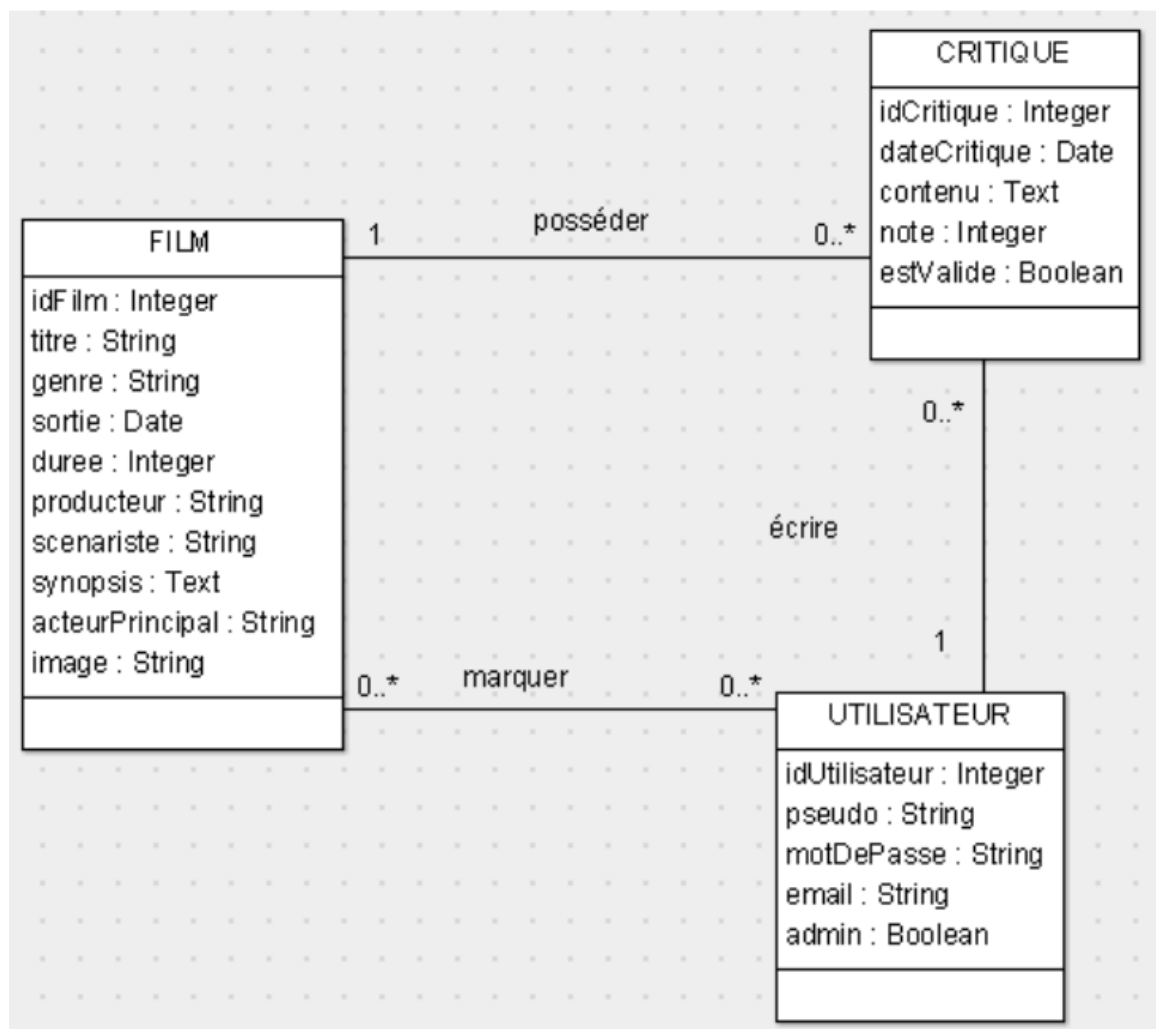 CRITIQUE
idCritique : Integer
dateCritique : Date
contenu : Text
note : Integer
estValide : Boolean
posséder
1
0..*
FILM
idFilm : Integer
titre : String
genre : String
sortie : Date
duree : Integer
producteur : String
scenariste : String
synopsis : Text
acteurPrincipal : String
image : String
0..*
écrire
1
0..*
marquer
0..*
UTILISATEUR
idUtilisateur : Integer
pseudo : String
motDePasse : String
email : String
admin : Boolean